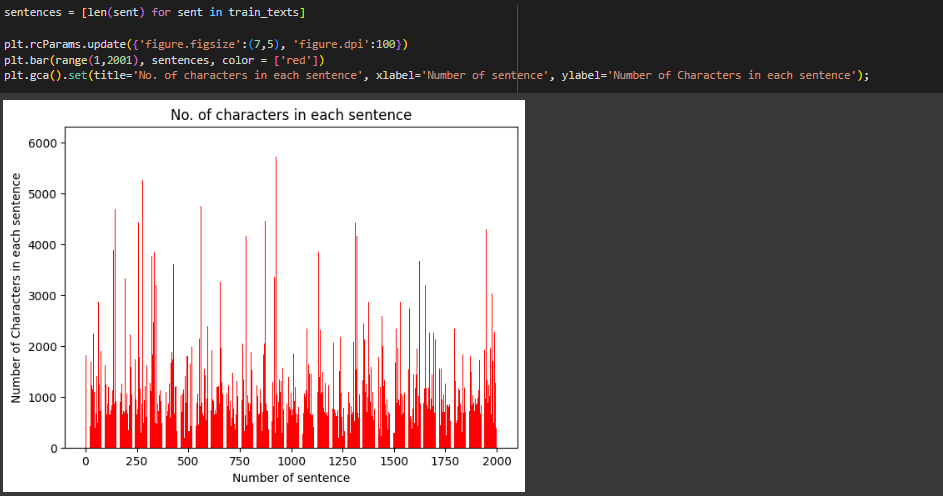 sentences = [len(sent) for sent in train_texts]
plt.rcParams.update({'figure.figsize':(7,5), 'figure.dpi':100})
plt.bar(range(1,2001), sentences, color = ['red'])
plt.gca().set(title='No. of characters in each sentence', xlabel='Number of sentence', ylabel='Number of Characters in each sentence');
No. of characters in each sentence
Number of Characters in each sentence
6000
5000
4000
3000
2000
1000
0
0 250 500 750 1000 1250 1500 1750 2000
Number of sentence